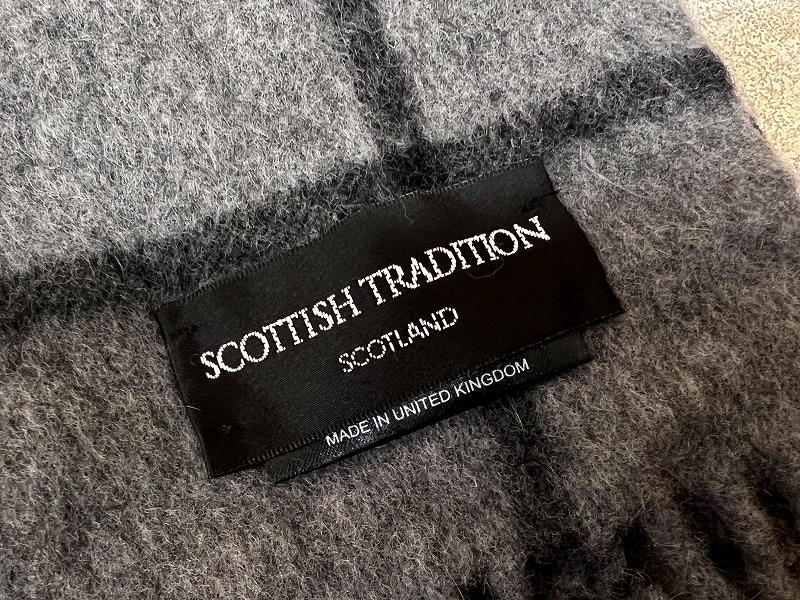 SCOTTISH TRADITION
SCOTLAND
MADE IN UNITED KINGDOM